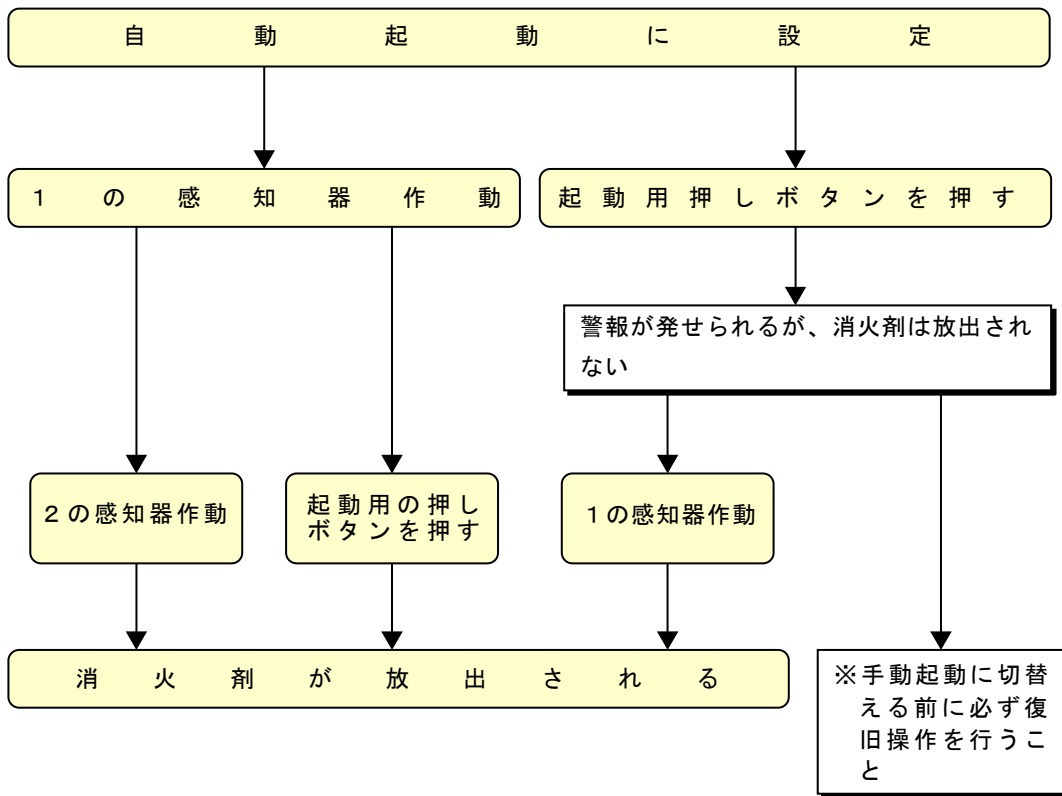 自動起動に設定
１の感知器作動
起動用押しボタンを押す
警報が発せられるが、消火剤は放出され
ない
２の感知器作動
起動用の押し
ボタンを押す
１の感知器作動
消火剤が放出される
※手動起動に切替
える前に必ず復
旧操作を行うこ
と